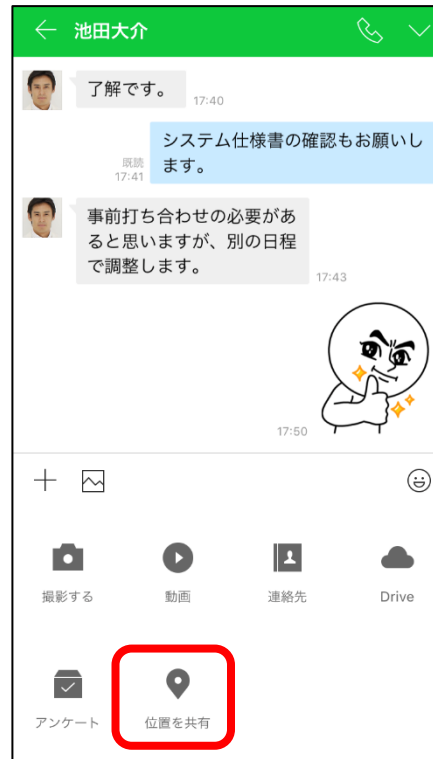 池田大介
了解です。
17:40
システム仕様書の確認もお願いし
ます。
既読
17:41
事前打ち合わせの必要があ
ると思いますが、別の日程
で調整します。
17:43
17:50
撮影する 動画 連絡先 Drive
アンケート 位置を共有